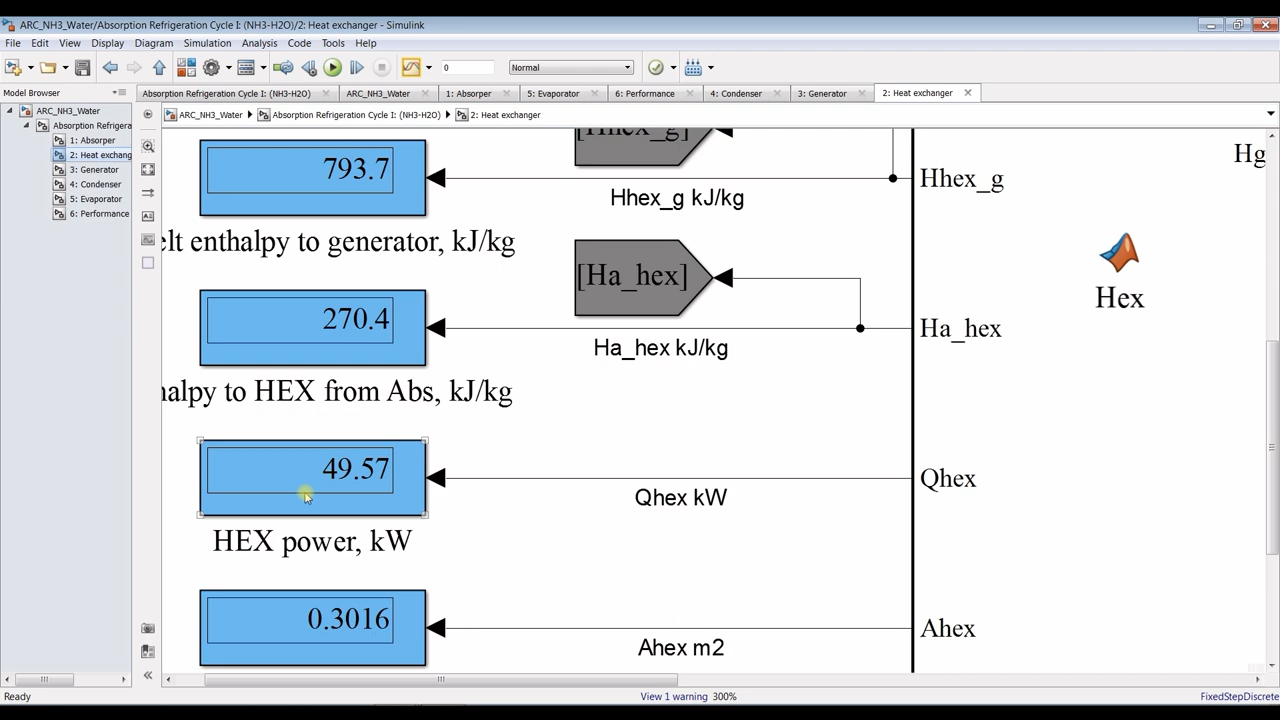 ARC_NH3_Water/Absorption Refrigeration Cycle I: (NH3-H2O)/2: Heat exchanger - Simulink
File Edit View Display Diagram Simulation Analysis Code Tools Help
0 Normal
Model Browser
Absorption Refrigeration Cycle I: (NH3-H2O) ARC_NH3_Water 1: Absorper 5: Evaporator 6: Performance 4: Condenser 3: Generator 2: Heat exchanger
ARC_NH3_Water Absorption Refrigeration Cycle I: (NH3-H2O) 2: Heat exchanger
ARC_NH3_Water
Absorption Refrigera
1: Absorper
2: Heat exchang
3: Generator
4: Condenser
5: Evaporator
6: Performance
[Hhex_g]
Hg
793.7
Hhex_g kJ/kg
Hhex_g
elt enthalpy to generator, kJ/kg
[Ha_hex]
Hex
270.4
Ha_hex kJ/kg
Ha_hex
halpy to HEX from Abs, kJ/kg
49.57
Qhex kW
Qhex
HEX power, kW
0.3016
Ahex m2
Ahex
Ready
View 1 warning 300%
FixedStepDiscrete